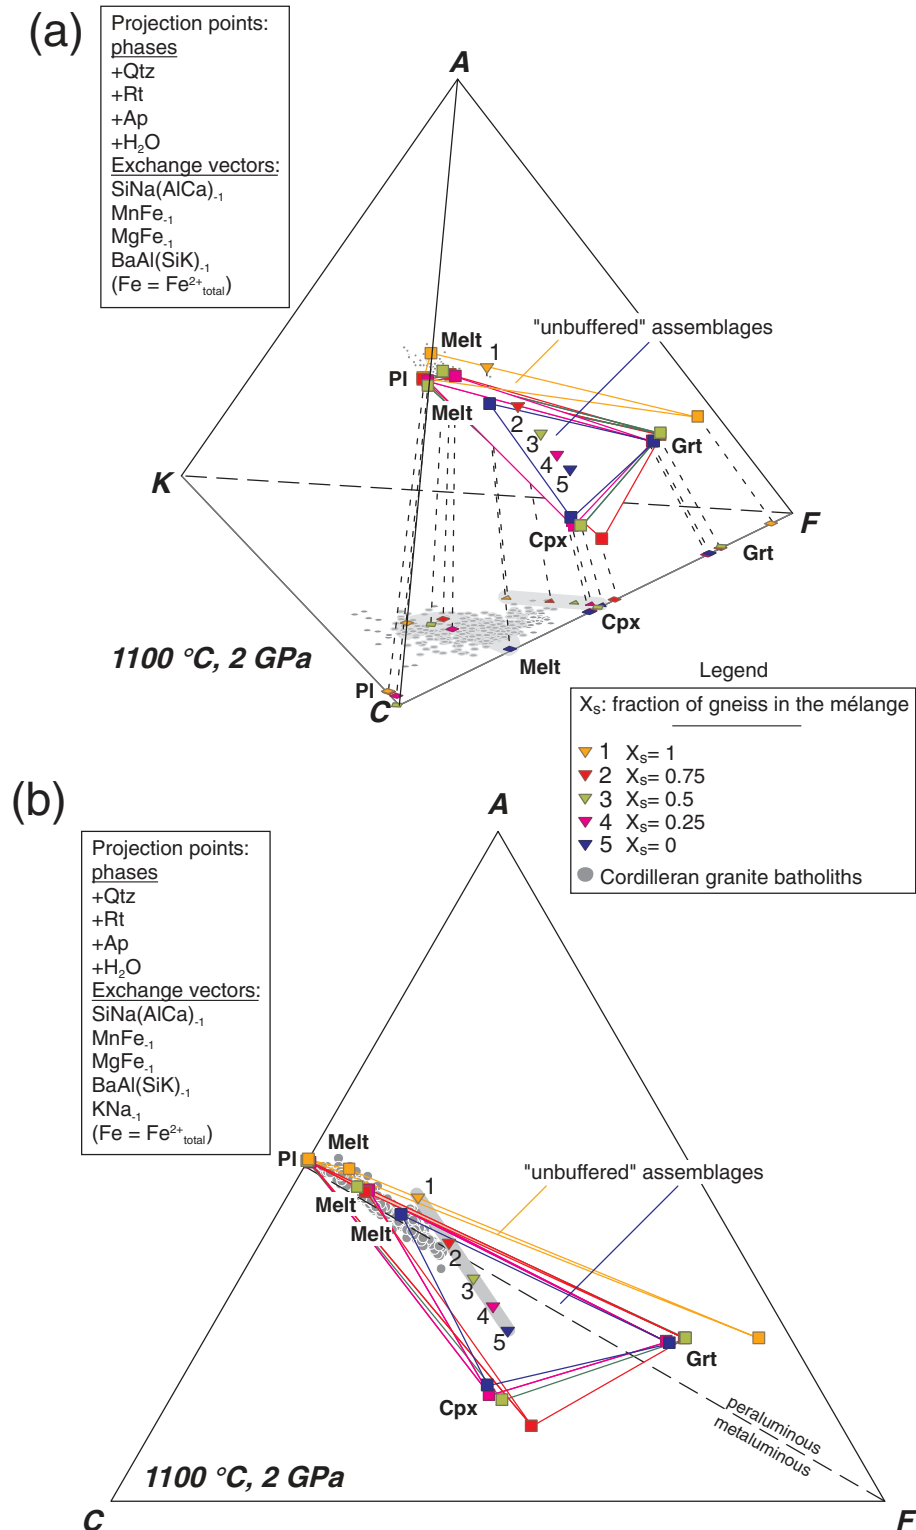 (a)
Projection points:
phases
+Qtz
+Rt
+Ap
+H₂O
Exchange vectors:
SiNa(AlCa)₋₁
MnFe₋₁
MgFe₋₁
BaAl(SiK)₋₁
(Fe = Fe²⁺total)
A
"unbuffered" assemblages
Melt
1
Pl
Melt
2
3
4
5
Grt
K
F
Cpx
Grt
Cpx
1100 °C, 2 GPa
Melt
Pl
C
Legend
Xs: fraction of gneiss in the mélange
1 Xs= 1
2 Xs= 0.75
3 Xs= 0.5
4 Xs= 0.25
5 Xs= 0
Cordilleran granite batholiths
(b)
A
Projection points:
phases
+Qtz
+Rt
+Ap
+H₂O
Exchange vectors:
SiNa(AlCa)₋₁
MnFe₋₁
MgFe₋₁
BaAl(SiK)₋₁
KNa₋₁
(Fe = Fe²⁺total)
Melt
Pl
"unbuffered" assemblages
1
Melt
Melt
2
3
4
5
Grt
Cpx
peraluminous
metaluminous
1100 °C, 2 GPa
C
F